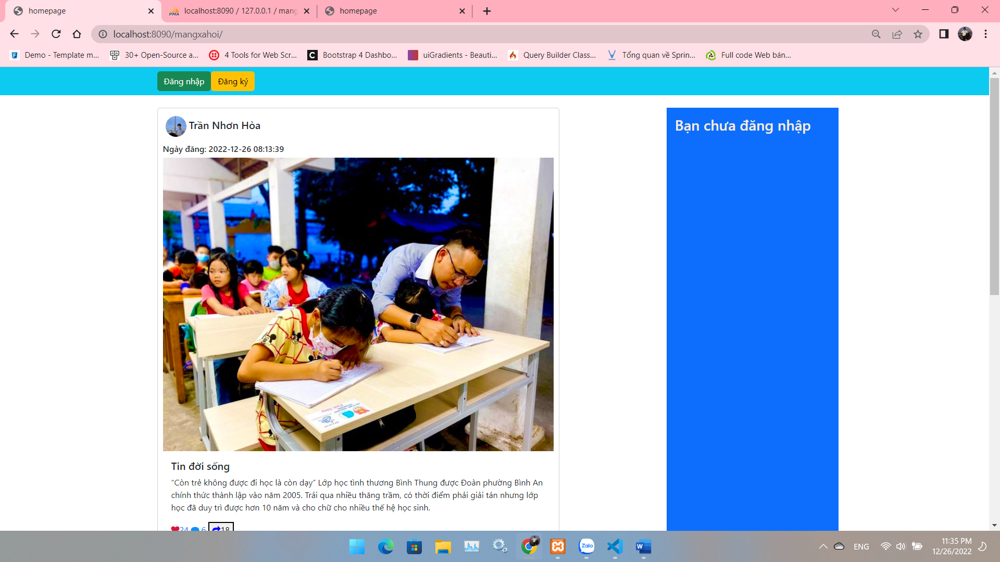 homepage
localhost:8090 / 127.0.0.1 / mang
homepage
localhost:8090/mangxahoi/
Demo - Template m...
30+ Open-Source a...
4 Tools for Web Scr...
Bootstrap 4 Dashbo...
uiGradients - Beauti...
Query Builder Class...
Tổng quan về Sprin...
Full code Web bán...
Đăng nhập
Đăng ký
Trần Nhơn Hòa
Bạn chưa đăng nhập
Ngày đăng: 2022-12-26 08:13:39
Tin đời sống
“Còn trẻ không được đi học là còn dạy” Lớp học tình thương Bình Thung được Đoàn phường Bình An
chính thức thành lập vào năm 2005. Trải qua nhiều thăng trầm, có thời điểm phải giải tán nhưng lớp
học đã duy trì được hơn 10 năm và cho chữ cho nhiều thế hệ học sinh.
24 6 18
Zalo
ENG
11:35 PM
12/26/2022